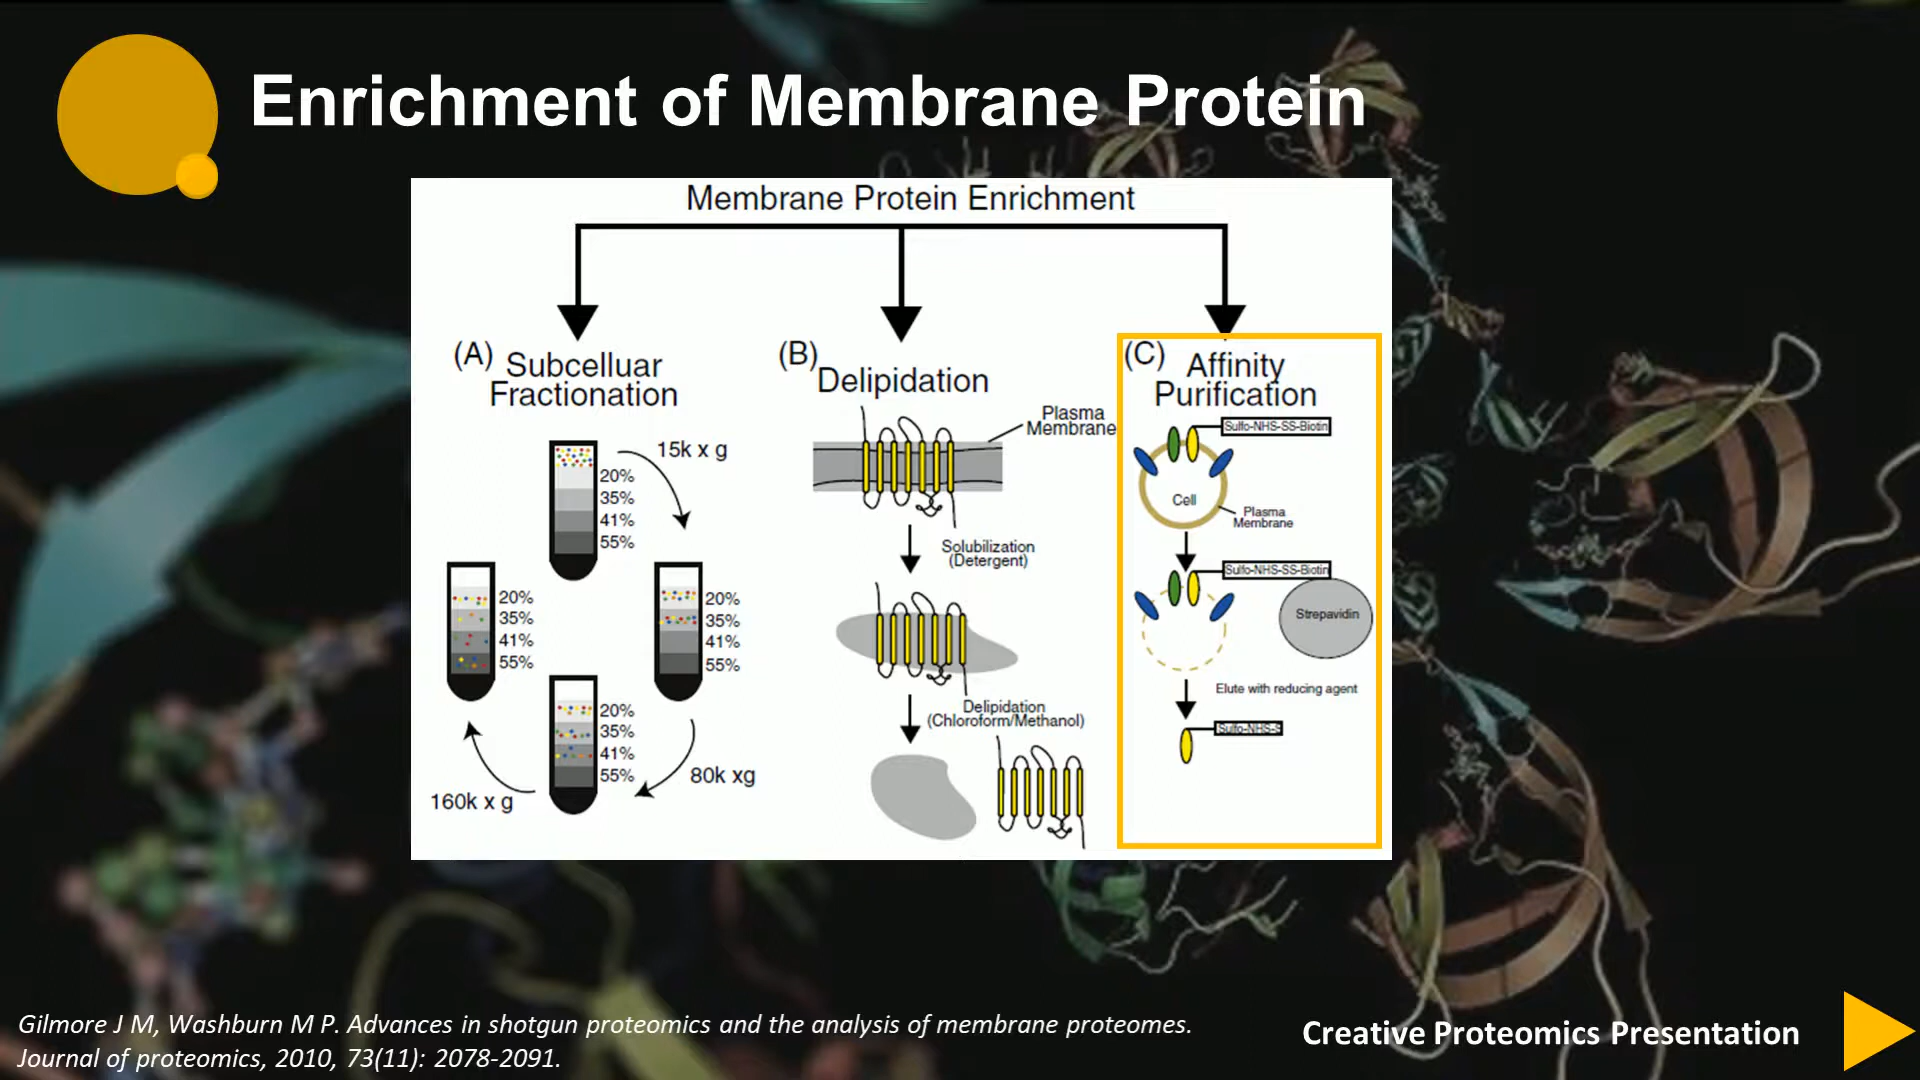 Enrichment of Membrane Protein
Membrane Protein Enrichment
(A) Subcelluar
Fractionation
15k x g
20%
35%
41%
55%
20%
35%
41%
55%
80k xg
20%
35%
41%
55%
160k x g
20%
35%
41%
55%
(B) Delipidation
Plasma
Membrane
Solubilization
(Detergent)
Delipidation
(Chloroform/Methanol)
(C) Affinity
Purification
Sulfo-NHS-SS-Biotin
Cell
Plasma
Membrane
Sulfo-NHS-SS-Biotin
Strepavidin
Elute with reducing agent
Sulfo-NHS-S
Gilmore J M, Washburn M P. Advances in shotgun proteomics and the analysis of membrane proteomes.
Journal of proteomics, 2010, 73(11): 2078-2091.
Creative Proteomics Presentation